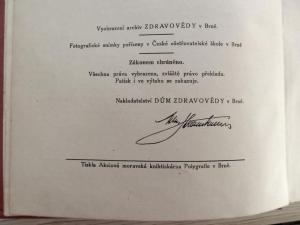 Vyobrazení archiv ZDRAVOVĚDY v Brně.
Fotografické snímky pořízeny v České ošetřovatelské škole v Brně
Zákonem chráněno.
Všechna práva vyhrazena, zvláště právo překladu.
Patisk i ve výtahu se zakazuje.
Nakladatelství DŮM ZDRAVOVĚDY v Brně.
Tiskla Akciová moravská knihtiskárna Polygrafie v Brně.